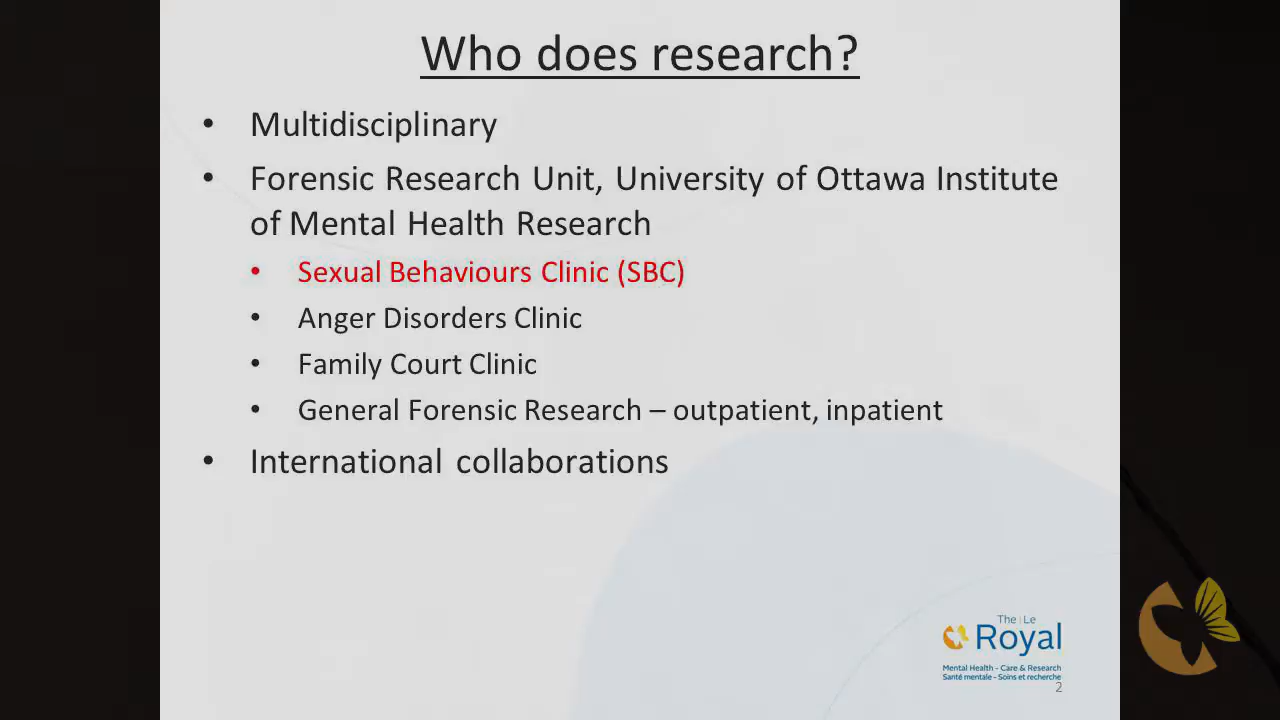 Who does research?
• Multidisciplinary
• Forensic Research Unit, University of Ottawa Institute
of Mental Health Research
• Sexual Behaviours Clinic (SBC)
• Anger Disorders Clinic
• Family Court Clinic
• General Forensic Research – outpatient, inpatient
• International collaborations
The | Le
Royal
Mental Health - Care & Research
Santé mentale - Soins et recherche
2